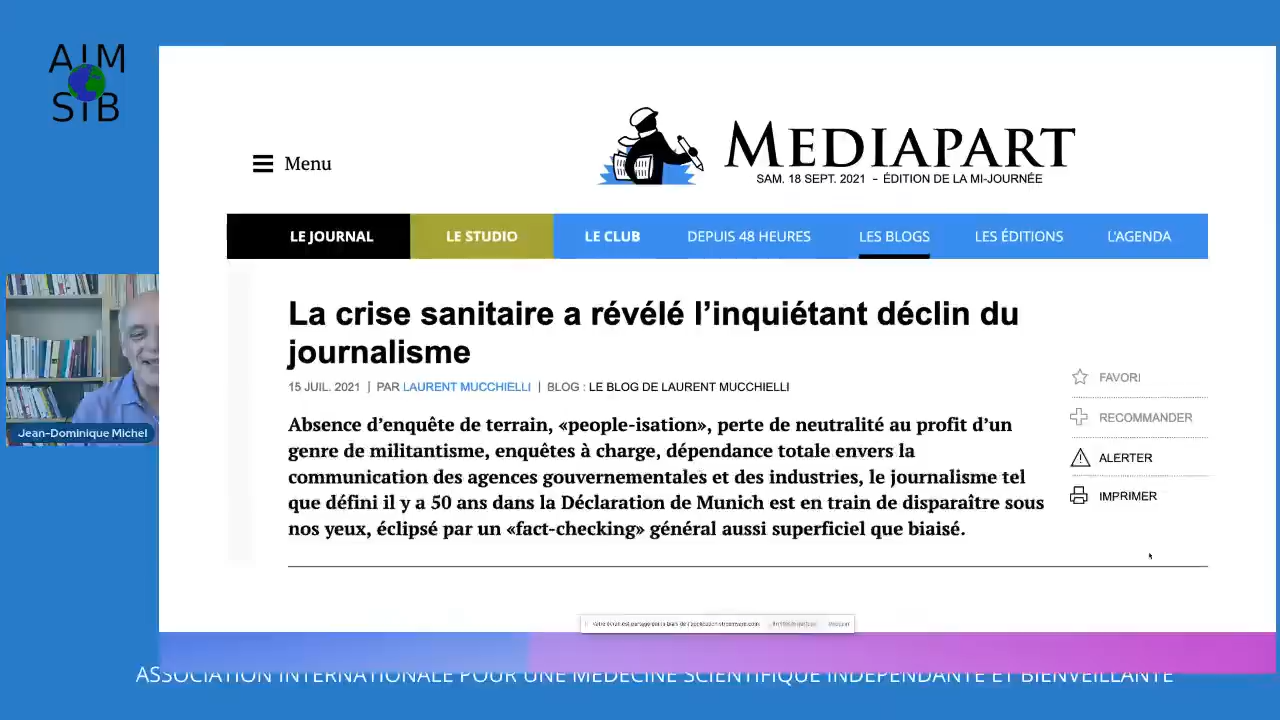 AIM
SIB
Menu
MEDIAPART
SAM. 18 SEPT. 2021 – ÉDITION DE LA MI-JOURNÉE
LE JOURNAL
LE STUDIO
LE CLUB
DEPUIS 48 HEURES
LES BLOGS
LES ÉDITIONS
L'AGENDA
La crise sanitaire a révélé l’inquiétant déclin du
journalisme
15 JUIL. 2021 | PAR LAURENT MUCCHIELLI | BLOG : LE BLOG DE LAURENT MUCCHIELLI
Absence d’enquête de terrain, «people-isation», perte de neutralité au profit d’un
genre de militantisme, enquêtes à charge, dépendance totale envers la
communication des agences gouvernementales et des industries, le journalisme tel
que défini il y a 50 ans dans la Déclaration de Munich est en train de disparaître sous
nos yeux, éclipsé par un «fact-checking» général aussi superficiel que biaisé.
FAVORI
RECOMMANDER
ALERTER
IMPRIMER
Jean-Dominique Michel
ASSOCIATION INTERNATIONALE POUR UNE MEDECINE SCIENTIFIQUE INDEPENDANTE ET BIENVEILLANTE